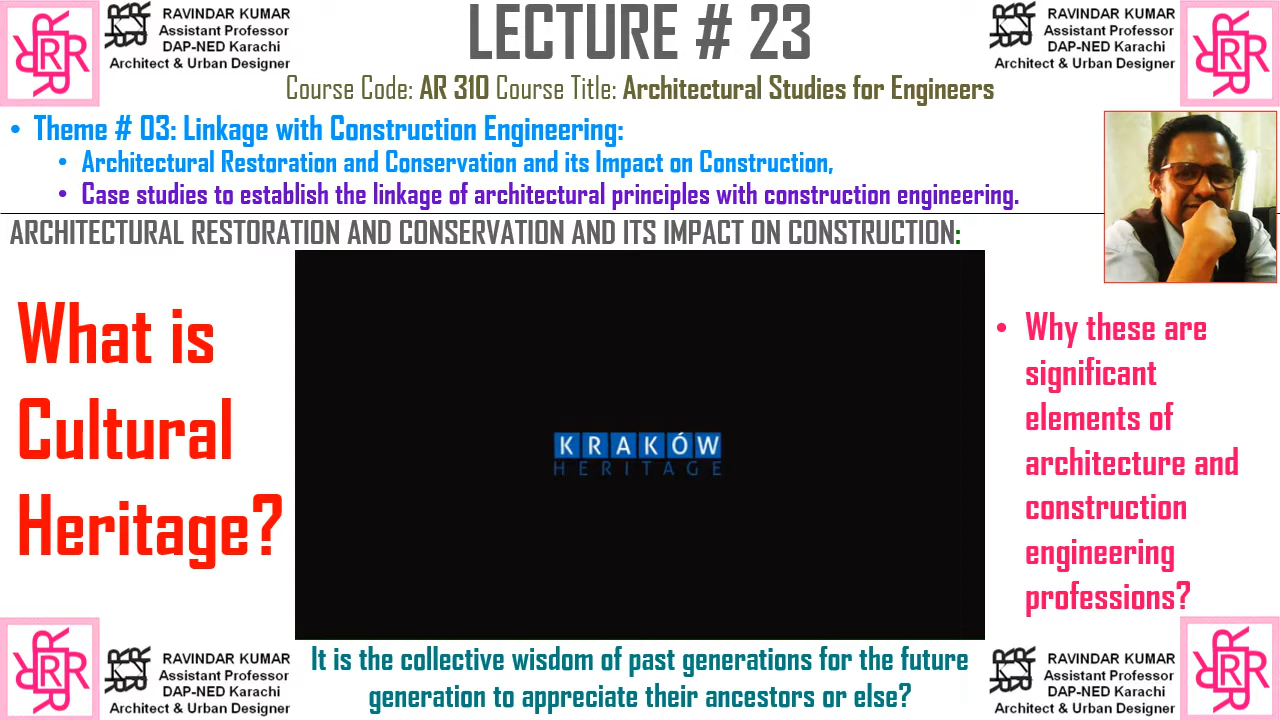 RAVINDAR KUMAR
Assistant Professor
DAP-NED Karachi
Architect & Urban Designer
LECTURE # 23
RAVINDAR KUMAR
Assistant Professor
DAP-NED Karachi
Architect & Urban Designer
Course Code: AR 310 Course Title: Architectural Studies for Engineers
• Theme # 03: Linkage with Construction Engineering:
• Architectural Restoration and Conservation and its Impact on Construction,
• Case studies to establish the linkage of architectural principles with construction engineering.
ARCHITECTURAL RESTORATION AND CONSERVATION AND ITS IMPACT ON CONSTRUCTION:
What is
Cultural
Heritage?
KRAKÓW
HERITAGE
• Why these are
significant
elements of
architecture and
construction
engineering
professions?
It is the collective wisdom of past generations for the future
generation to appreciate their ancestors or else?
RAVINDAR KUMAR
Assistant Professor
DAP-NED Karachi
Architect & Urban Designer
RAVINDAR KUMAR
Assistant Professor
DAP-NED Karachi
Architect & Urban Designer